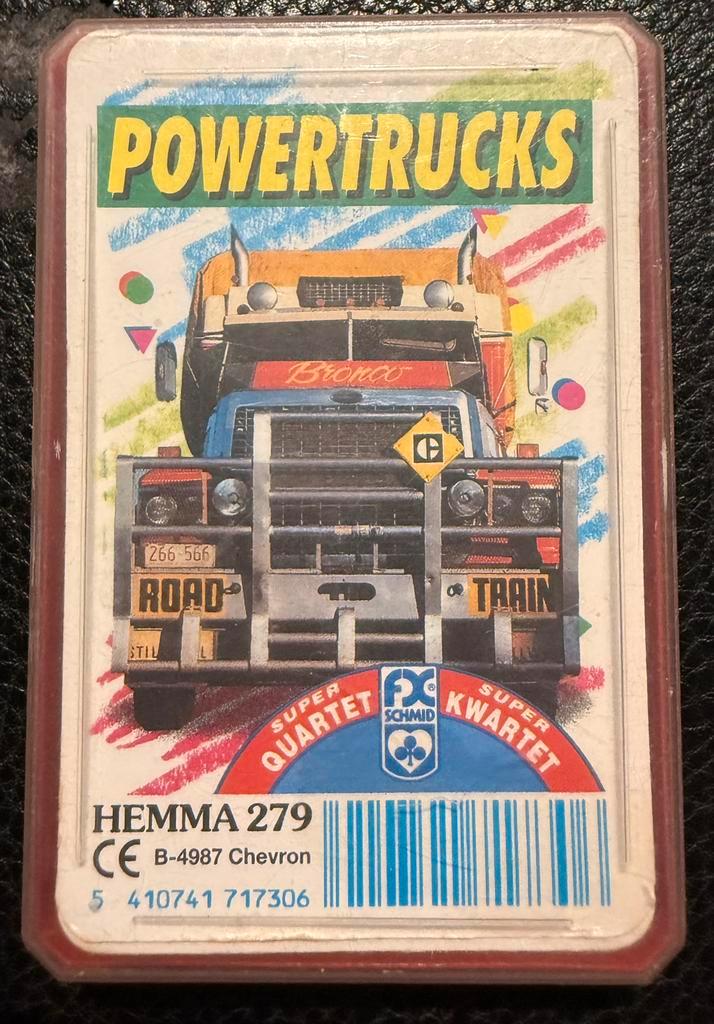 POWERTRUCKS
Bronco
266-566
ROAD TRAIN
SUPER QUARTET
FX® SCHMID
SUPER KWARTET
HEMMA 279
CE B-4987 Chevron
5 410741 717306